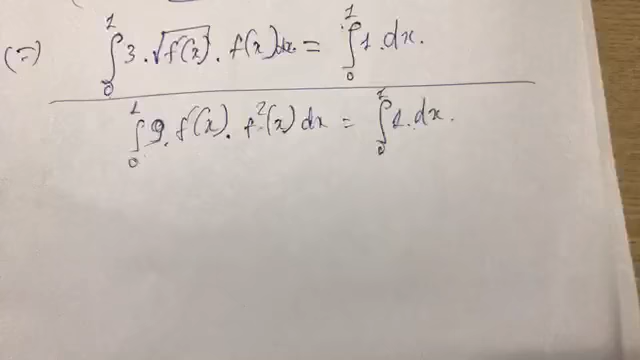 (=) ∫₀¹ 3.√f'(x) . f(x)dx = ∫₀¹ 1.dx.
∫₀¹ 9. f'(x). f²(x)dx = ∫₀¹ 1.dx.